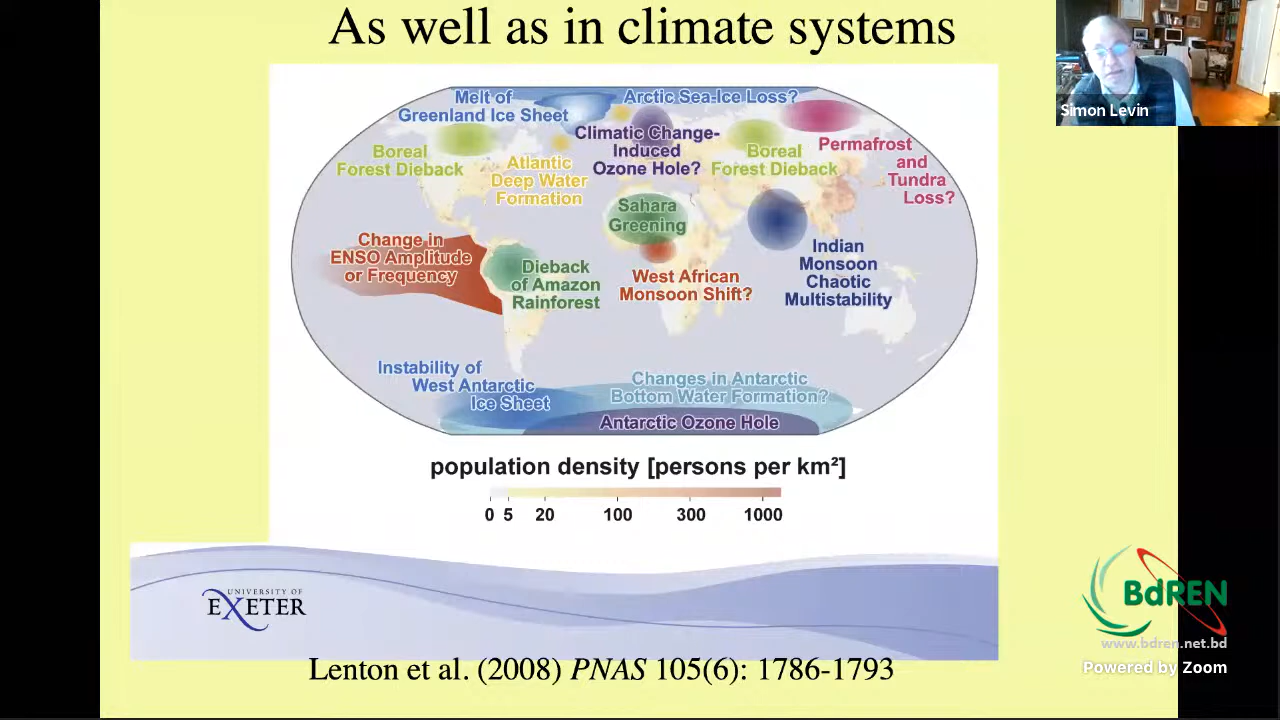 As well as in climate systems
Simon Levin
Melt of
Greenland Ice Sheet
Arctic Sea-Ice Loss?
Climatic Change-
Induced
Ozone Hole?
Boreal
Forest Dieback
Atlantic
Deep Water
Formation
Boreal
Forest Dieback
Permafrost
and
Tundra
Loss?
Sahara
Greening
Change in
ENSO Amplitude
or Frequency
Dieback
of Amazon
Rainforest
West African
Monsoon Shift?
Indian
Monsoon
Chaotic
Multistability
Instability of
West Antarctic
Ice Sheet
Changes in Antarctic
Bottom Water Formation?
Antarctic Ozone Hole
population density [persons per km²]
0 5 20 100 300 1000
UNIVERSITY OF
EXETER
BdREN
www.bdren.net.bd
Powered by Zoom
Lenton et al. (2008) PNAS 105(6): 1786-1793